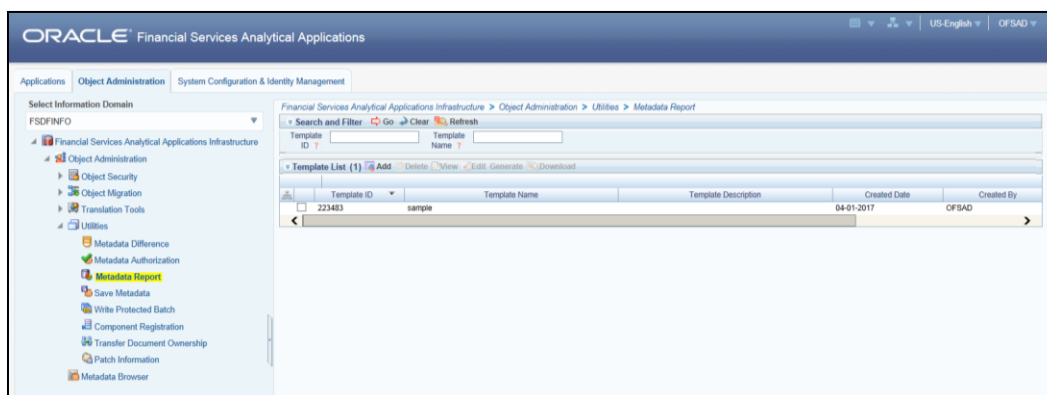 ORACLE® Financial Services Analytical Applications
US-English
OFSAD
Applications
Object Administration
System Configuration & Identity Management
Select Information Domain
FSDFINFO
Financial Services Analytical Applications Infrastructure
Object Administration
Object Security
Object Migration
Translation Tools
Utilities
Metadata Difference
Metadata Authorization
Metadata Report
Save Metadata
Write Protected Batch
Component Registration
Transfer Document Ownership
Patch Information
Metadata Browser
Financial Services Analytical Applications Infrastructure > Object Administration > Utilities > Metadata Report
Search and Filter Go Clear Refresh
Template ID ?
Template Name ?
Template List (1) Add Delete View Edit Generate Download
Template ID Template Name Template Description Created Date Created By
223483 sample 04-01-2017 OFSAD